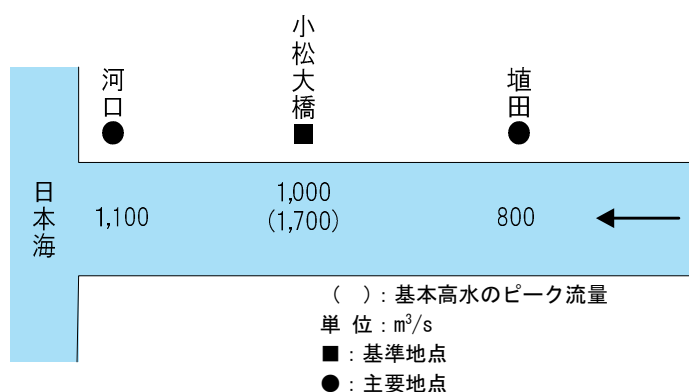 小松大橋
河口
埴田
日本海
1,100
1,000
(1,700)
800
(　)：基本高水のピーク流量
単 位：m³/s
■：基準地点
●：主要地点